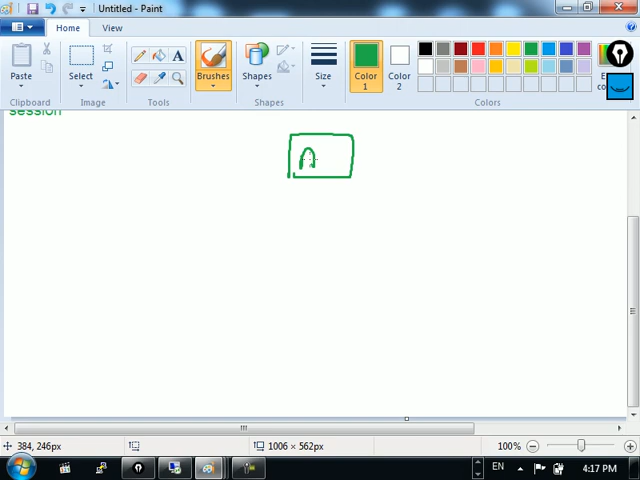 Untitled - Paint
Home View
Paste
Select
Brushes
Shapes
Size
Color 1
Color 2
Clipboard Image Tools Shapes Colors
session
384, 246px
1006 × 562px
100%
EN
4:17 PM